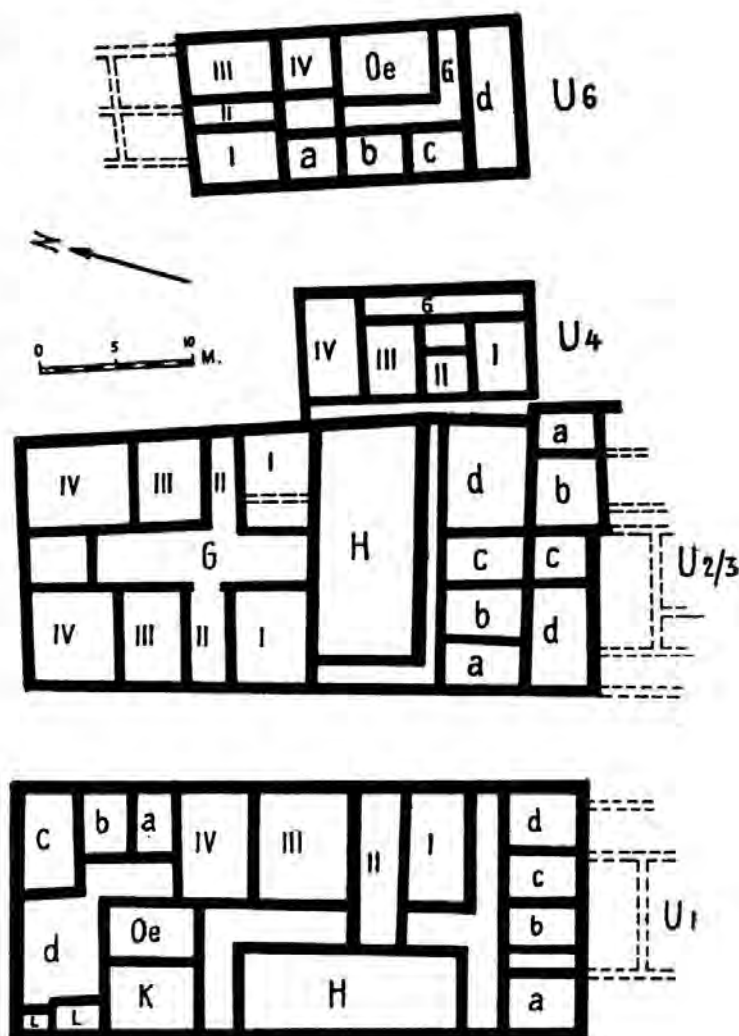 III IV Oe G d U6
II
I a b c
N
0 5 10 M.
G
IV III II I U4
a
IV III II I d b
G H c c U2/3
IV III II I b d
a
C b a IV III II I d
c
d Oe b U1
K H a
L L